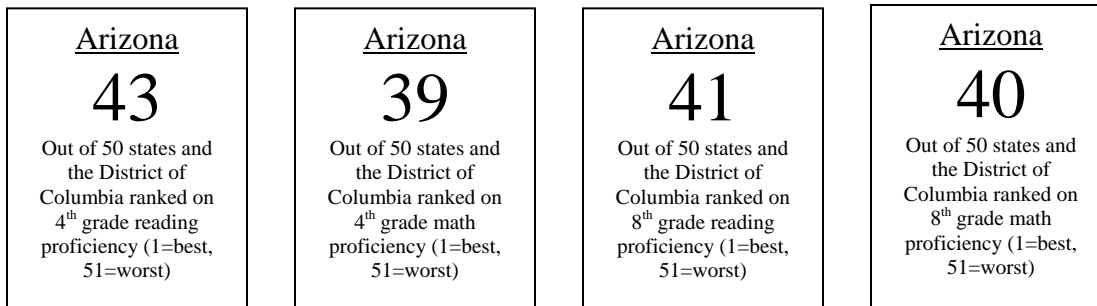 Arizona
43
Out of 50 states and
the District of
Columbia ranked on
4th grade reading
proficiency (1=best,
51=worst)
Arizona
39
Out of 50 states and
the District of
Columbia ranked on
4th grade math
proficiency (1=best,
51=worst)
Arizona
41
Out of 50 states and
the District of
Columbia ranked on
8th grade reading
proficiency (1=best,
51=worst)
Arizona
40
Out of 50 states and
the District of
Columbia ranked on
8th grade math
proficiency (1=best,
51=worst)